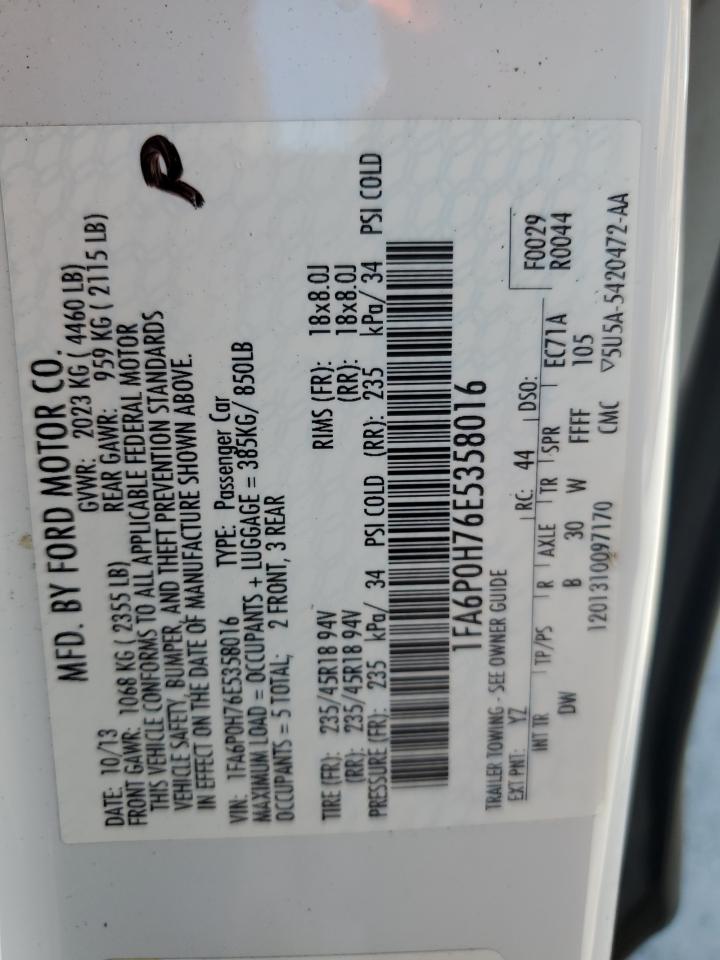 MFD. BY FORD MOTOR CO.
DATE: 10/13 GVWR: 2023 KG ( 4460 LB)
FRONT GAWR: 1068 KG ( 2355 LB) REAR GAWR: 959 KG ( 2115 LB)
THIS VEHICLE CONFORMS TO ALL APPLICABLE FEDERAL MOTOR
VEHICLE SAFETY, BUMPER, AND THEFT PREVENTION STANDARDS
IN EFFECT ON THE DATE OF MANUFACTURE SHOWN ABOVE.
VIN: 1FA6P0H76E5358016 TYPE: Passenger Car
MAXIMUM LOAD = OCCUPANTS + LUGGAGE = 385KG/ 850LB
OCCUPANTS = 5 TOTAL; 2 FRONT, 3 REAR
TIRE (FR): 235/45R18 94V RIMS (FR): 18x8.0J
(RR): 235/45R18 94V (RR): 18x8.0J
PRESSURE (FR): 235 kPa/ 34 PSI COLD (RR): 235 kPa/ 34 PSI COLD
1FA6P0H76E5358016
TRAILER TOWING - SEE OWNER GUIDE
EXT PNT: YZ RC: 44 DSO: F0029
INT TR TP/PS R AXLE TR SPR EC71A R0044
DW B 30 W FFFF 105
1201310097170 CMC ▽5U5A-5420472-AA